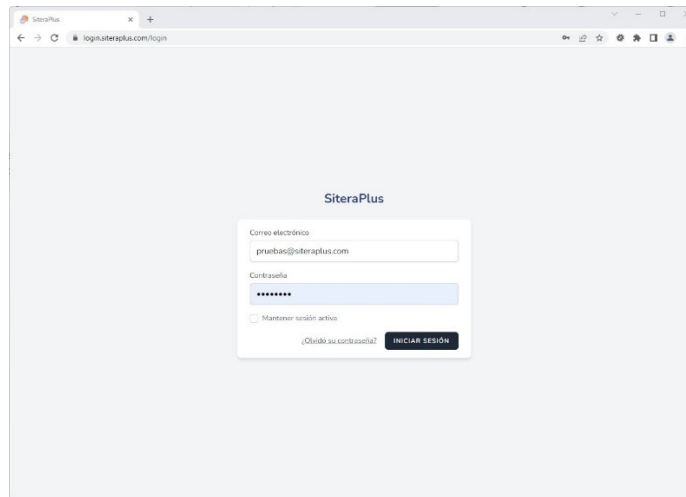 SiteraPlus
login.siteraplus.com/login
SiteraPlus
Correo electrónico
pruebas@siteraplus.com
Contraseña
••••••••
Mantener sesión activa
¿Olvidó su contraseña?
INICIAR SESIÓN